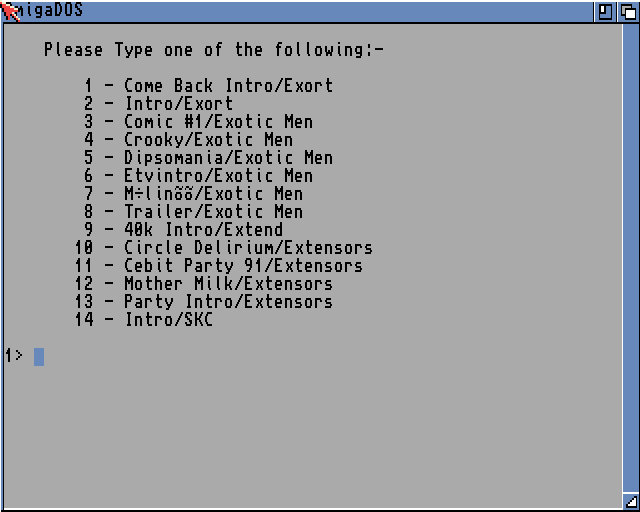 AmigaDOS
Please Type one of the following:-
1 - Come Back Intro/Exort
2 - Intro/Exort
3 - Comic #1/Exotic Men
4 - Crooky/Exotic Men
5 - Dipsomania/Exotic Men
6 - Etvintro/Exotic Men
7 - M÷linõõ/Exotic Men
8 - Trailer/Exotic Men
9 - 40k Intro/Extend
10 - Circle Delirium/Extensors
11 - Cebit Party 91/Extensors
12 - Mother Milk/Extensors
13 - Party Intro/Extensors
14 - Intro/SKC
1>